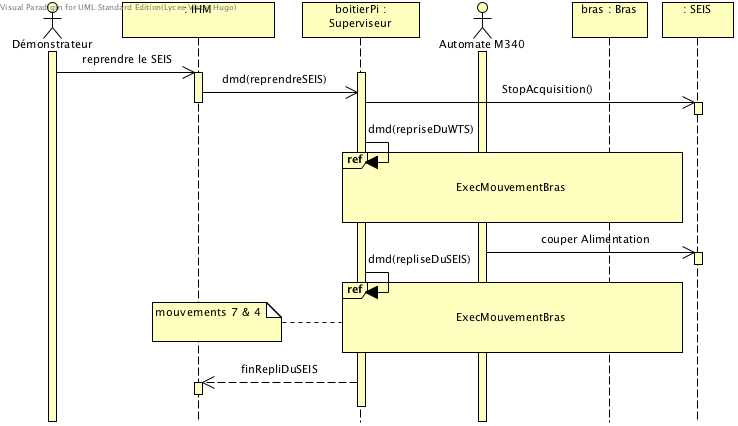 Visual Paradigm for UML Standard Edition(Lycee Hugo)
: IHM
boitierPi :
Superviseur
bras : Bras
: SEIS
Démonstrateur
Automate M340
reprendre le SEIS
dmd(reprendreSEIS)
StopAcquisition()
dmd(repriseDuWTS)
ref
ExecMouvementBras
couper Alimentation
dmd(repliseDuSEIS)
ref
ExecMouvementBras
mouvements 7 & 4
finRepliDuSEIS